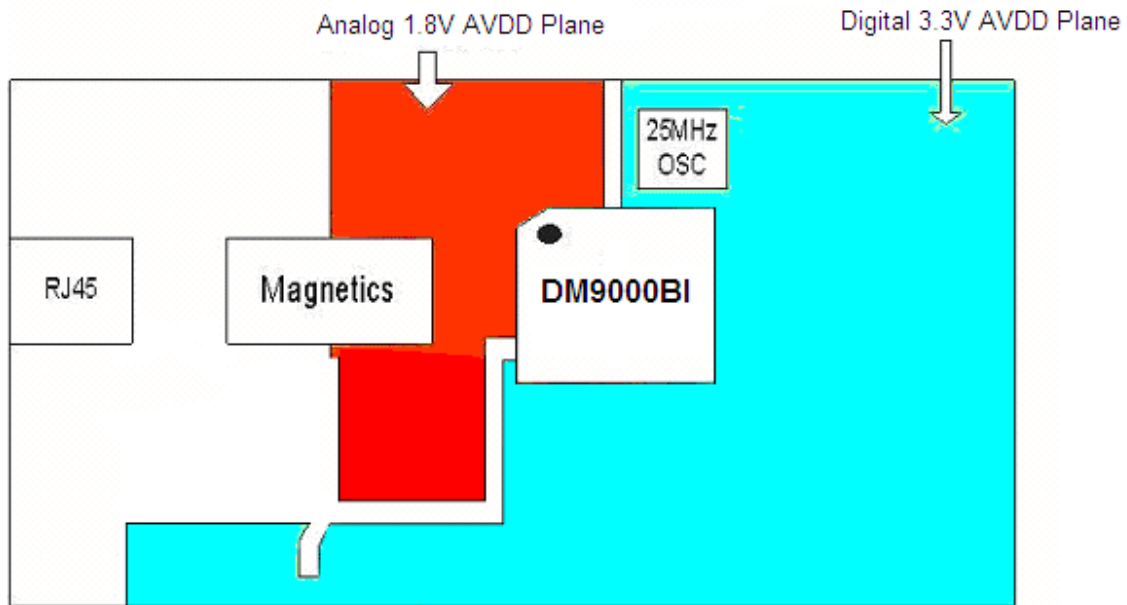 Analog 1.8V AVDD Plane
Digital 3.3V AVDD Plane
25MHz
OSC
RJ45
Magnetics
DM9000BI